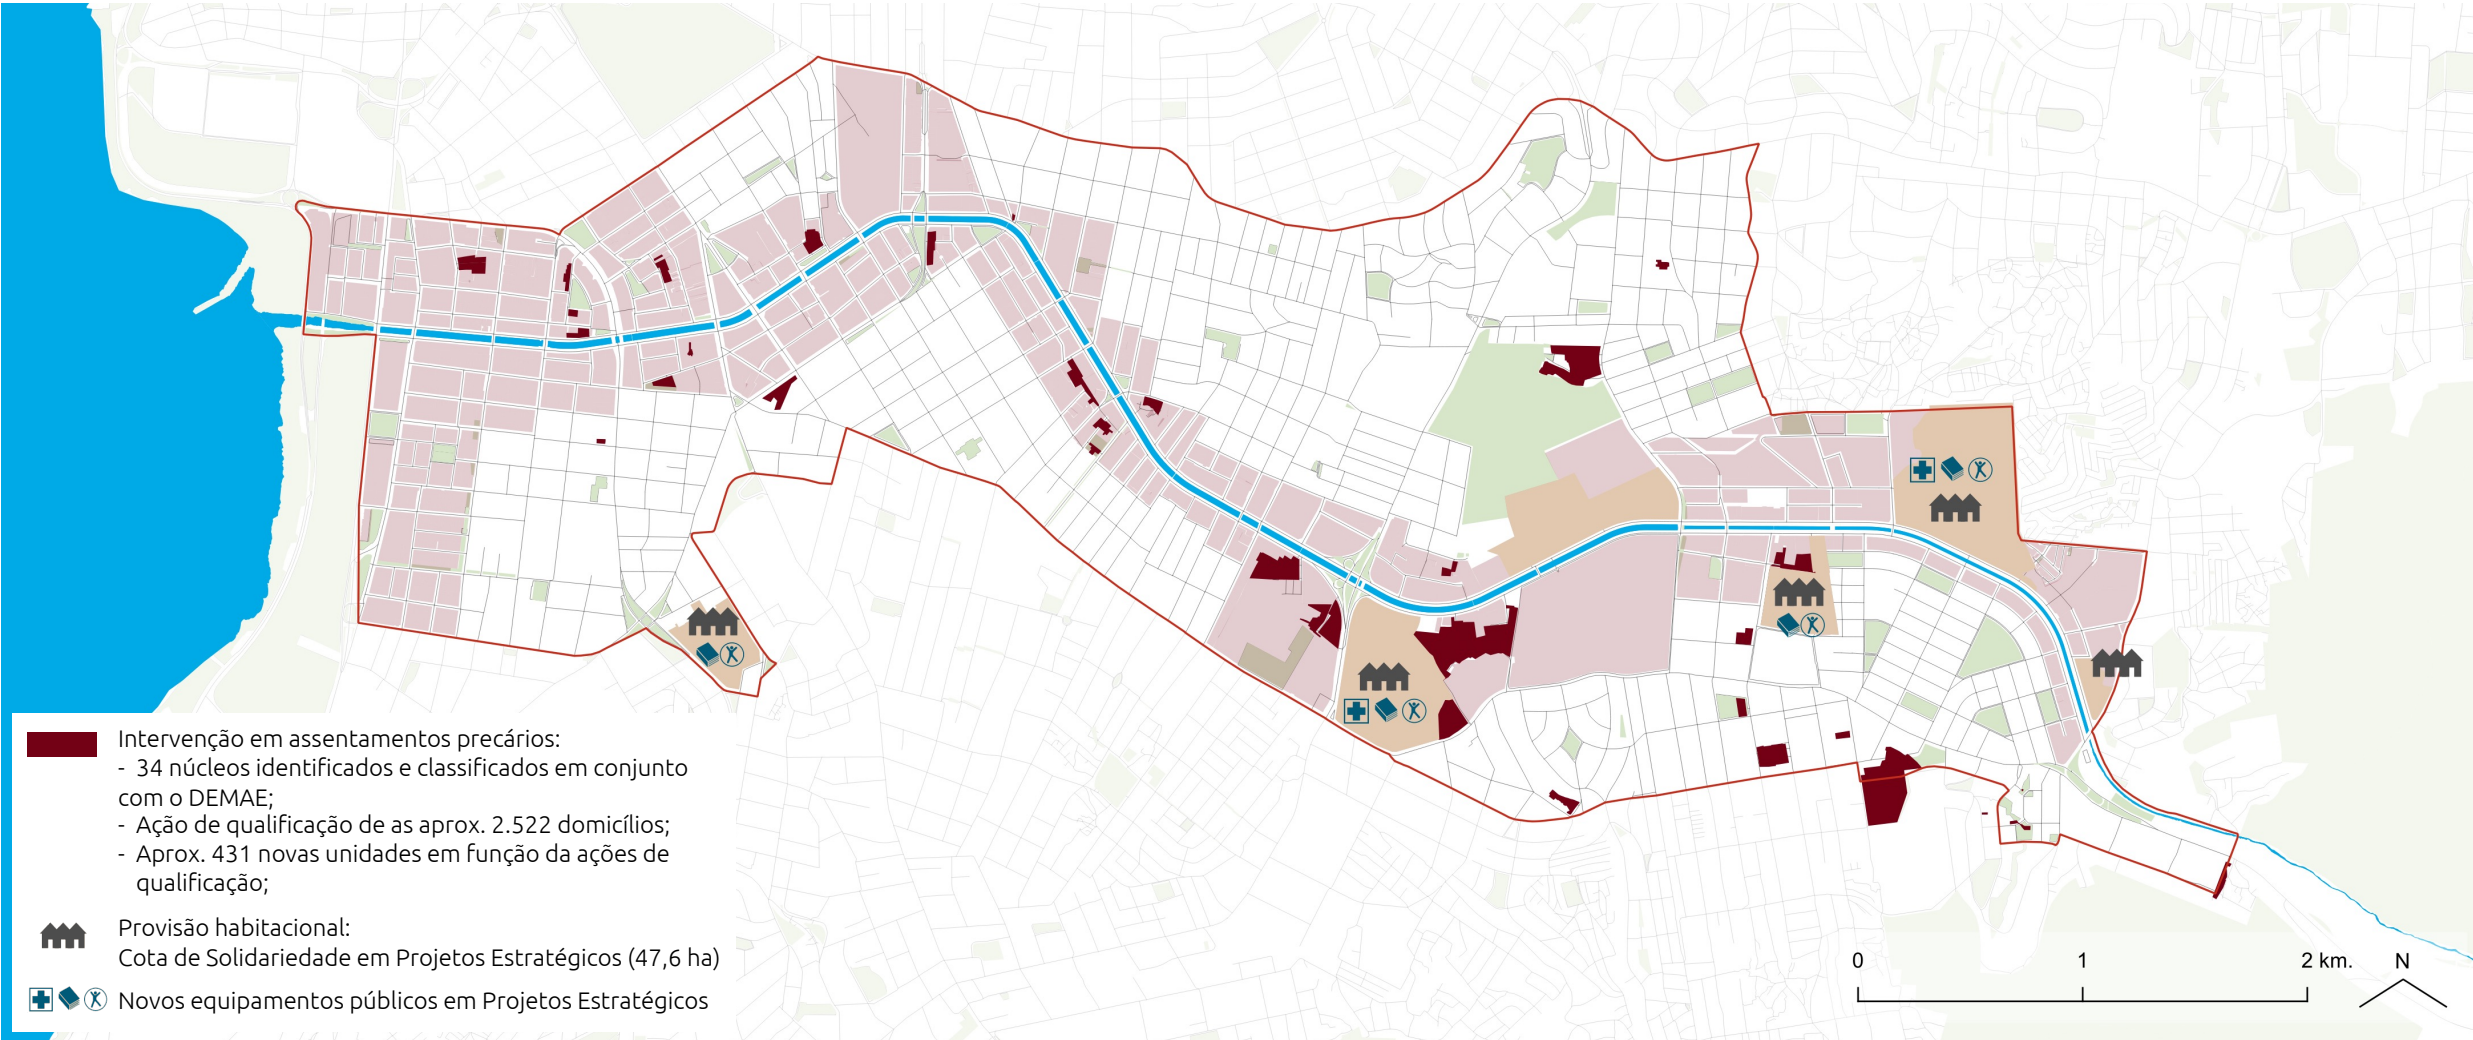 Intervenção em assentamentos precários:
- 34 núcleos identificados e classificados em conjunto
com o DEMAE;
- Ação de qualificação de as aprox. 2.522 domicílios;
- Aprox. 431 novas unidades em função da ações de
qualificação;
Provisão habitacional:
Cota de Solidariedade em Projetos Estratégicos (47,6 ha)
Novos equipamentos públicos em Projetos Estratégicos
0 1 2 km. N